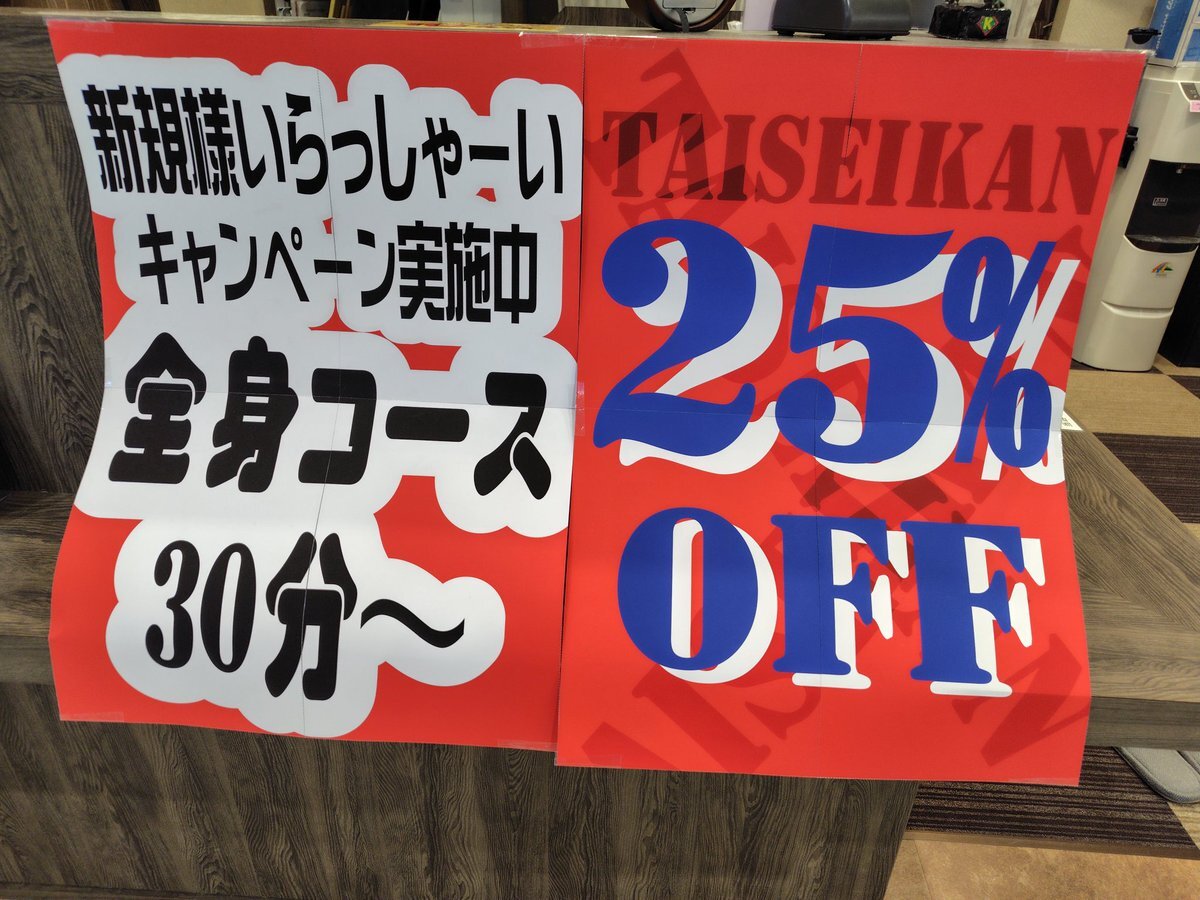 新規様いらっしゃーい
キャンペーン実施中
全身コース
30分〜
TAISEIKAN
25%
OFF